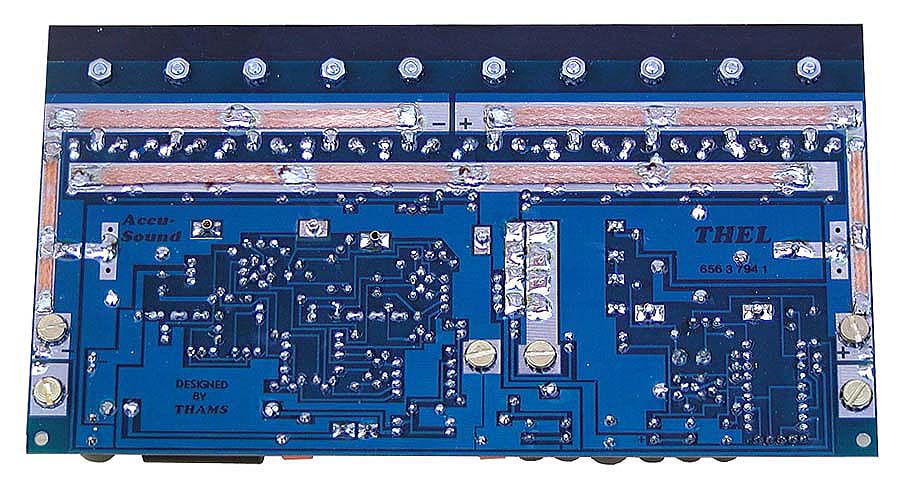 − +
Accu-
Sound
THEL
656 3 794 1
− +
DESIGNED
BY
THAMS
+